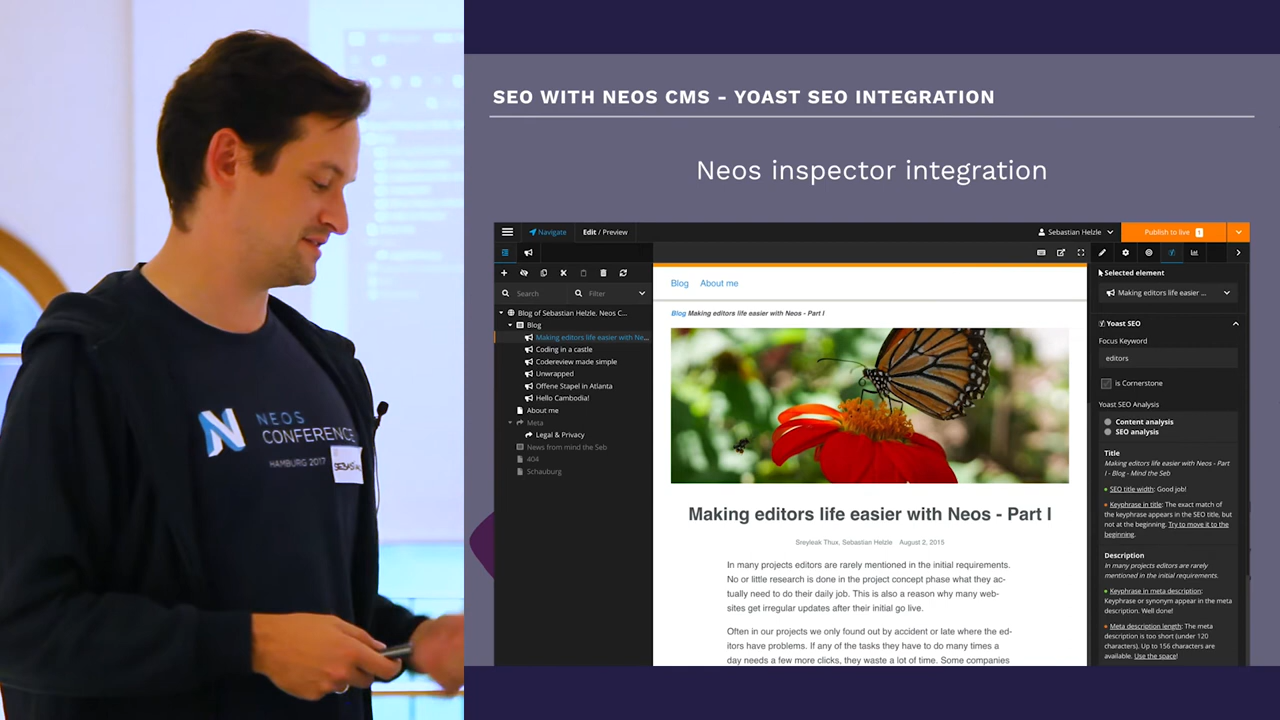 NEOS
CONFERENCE
HAMBURG 2017
SEO WITH NEOS CMS - YOAST SEO INTEGRATION
Neos inspector integration
Navigate
Edit / Preview
Sebastian Helzle
Publish to live 1
Search
Filter
Blog of Sebastian Helzle. Neos C...
Blog
Making editors life easier with Ne...
Coding in a castle
Codereview made simple
Unwrapped
Offene Stapel in Atlanta
Hello Cambodia!
About me
Meta
Legal & Privacy
News from mind the Seb
404
Schauburg
Blog About me
Blog Making editors life easier with Neos - Part I
Making editors life easier with Neos - Part I
Sreyleak Thux, Sebastian Helzle August 2, 2015
In many projects editors are rarely mentioned in the initial requirements.
No or little research is done in the project concept phase what they ac-
tually need to do their daily job. This is also a reason why many web-
sites get irregular updates after their initial go live.
Often in our projects we only found out by accident or late where the ed-
itors have problems. If any of the tasks they have to do many times a
day needs a few more clicks, they waste a lot of time. Some companies
Selected element
Making editors life easier ...
Yoast SEO
Focus Keyword
editors
is Cornerstone
Yoast SEO Analysis
Content analysis
SEO analysis
Title
Making editors life easier with Neos - Part
I - Blog - Mind the Seb
SEO title width: Good job!
Keyphrase in title: The exact match of
the keyphrase appears in the SEO title, but
not at the beginning. Try to move it to the
beginning.
Description
In many projects editors are rarely
mentioned in the initial requirements.
Keyphrase in meta description:
Keyphrase or synonym appear in the meta
description. Well done!
Meta description length: The meta
description is too short (under 120
characters). Up to 156 characters are
available. Use the space!